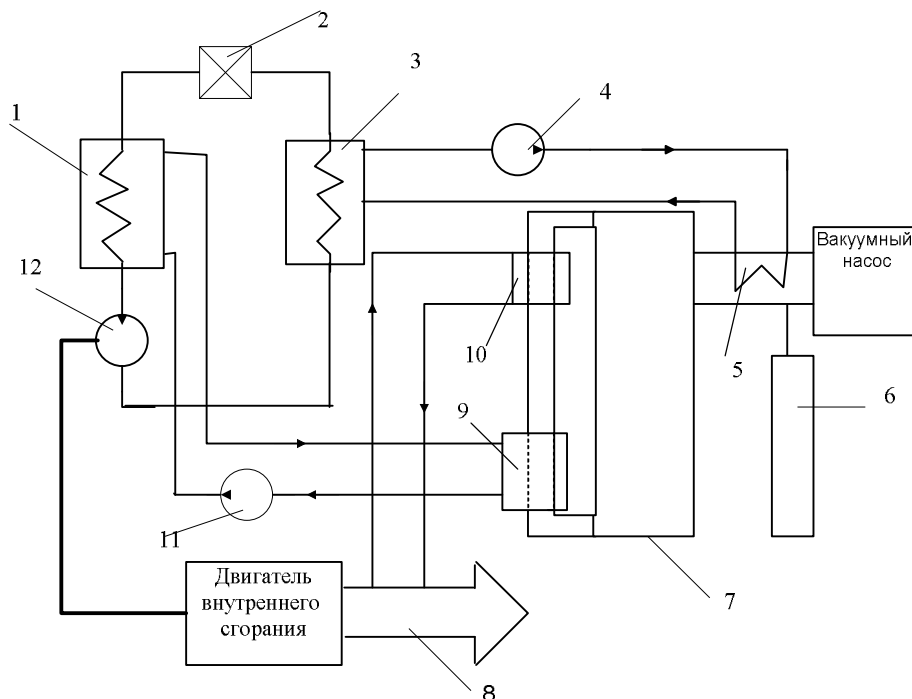 2
3
4
1
Вакуумный
насос
12
10
5
6
9
11
Двигатель
внутреннего
сгорания
7
8